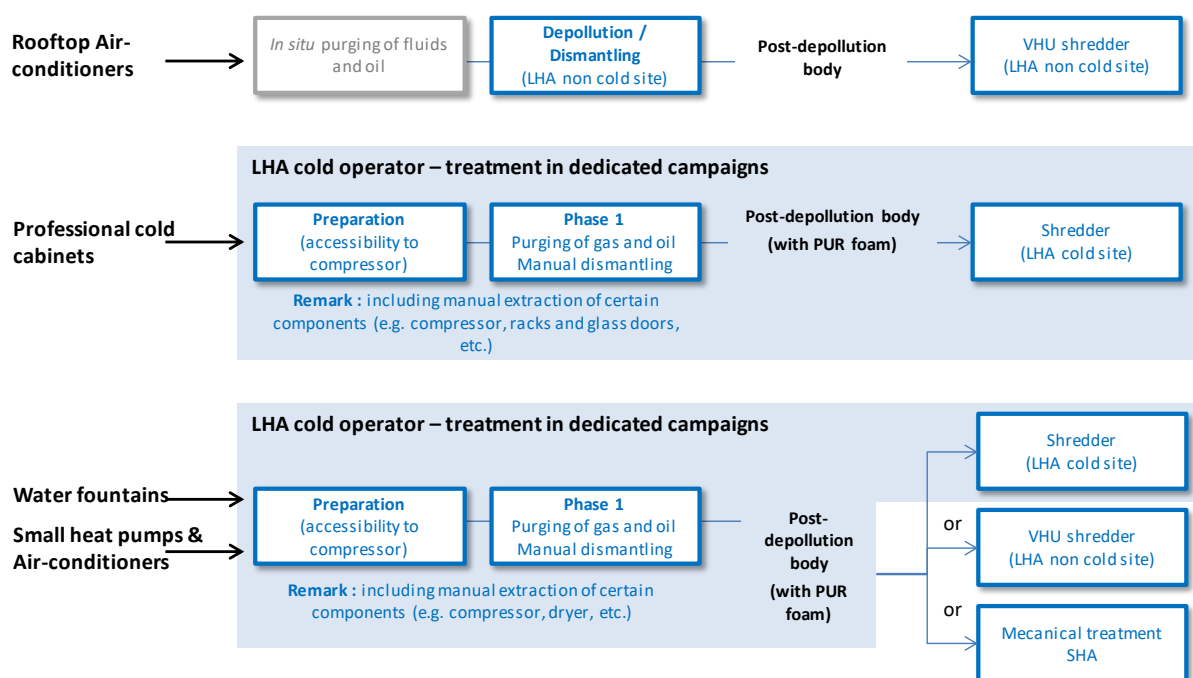 Rooftop Air-
conditioners
In situ purging of fluids
and oil
Depollution /
Dismantling
(LHA non cold site)
Post-depollution
body
VHU shredder
(LHA non cold site)
LHA cold operator – treatment in dedicated campaigns
Professional cold
cabinets
Preparation
(accessibility to
compressor)
Phase 1
Purging of gas and oil
Manual dismantling
Post-depollution body
(with PUR foam)
Shredder
(LHA cold site)
Remark : including manual extraction of certain
components (e.g. compressor, racks and glass doors,
etc.)
LHA cold operator – treatment in dedicated campaigns
Water fountains
Small heat pumps &
Air-conditioners
Preparation
(accessibility to
compressor)
Phase 1
Purging of gas and oil
Manual dismantling
Remark : including manual extraction of certain
components (e.g. compressor, dryer, etc.)
Post-
depollution
body
(with PUR
foam)
Shredder
(LHA cold site)
or
VHU shredder
(LHA non cold site)
or
Mecanical treatment
SHA